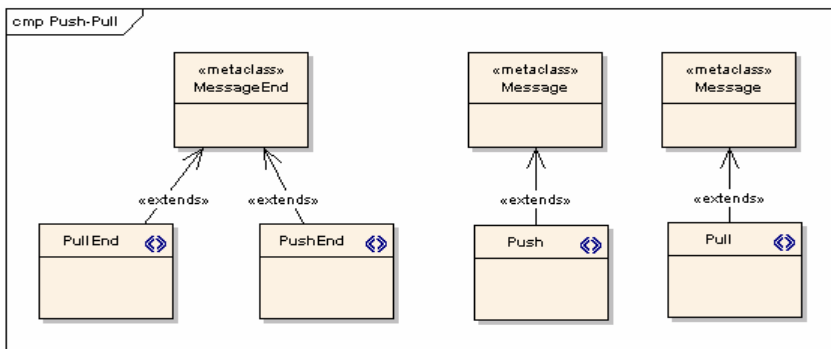 cmp Push-Pull
«metaclass»
MessageEnd
«metaclass»
Message
«metaclass»
Message
«extends»
«extends»
«extends»
«extends»
PullEnd
PushEnd
Push
Pull